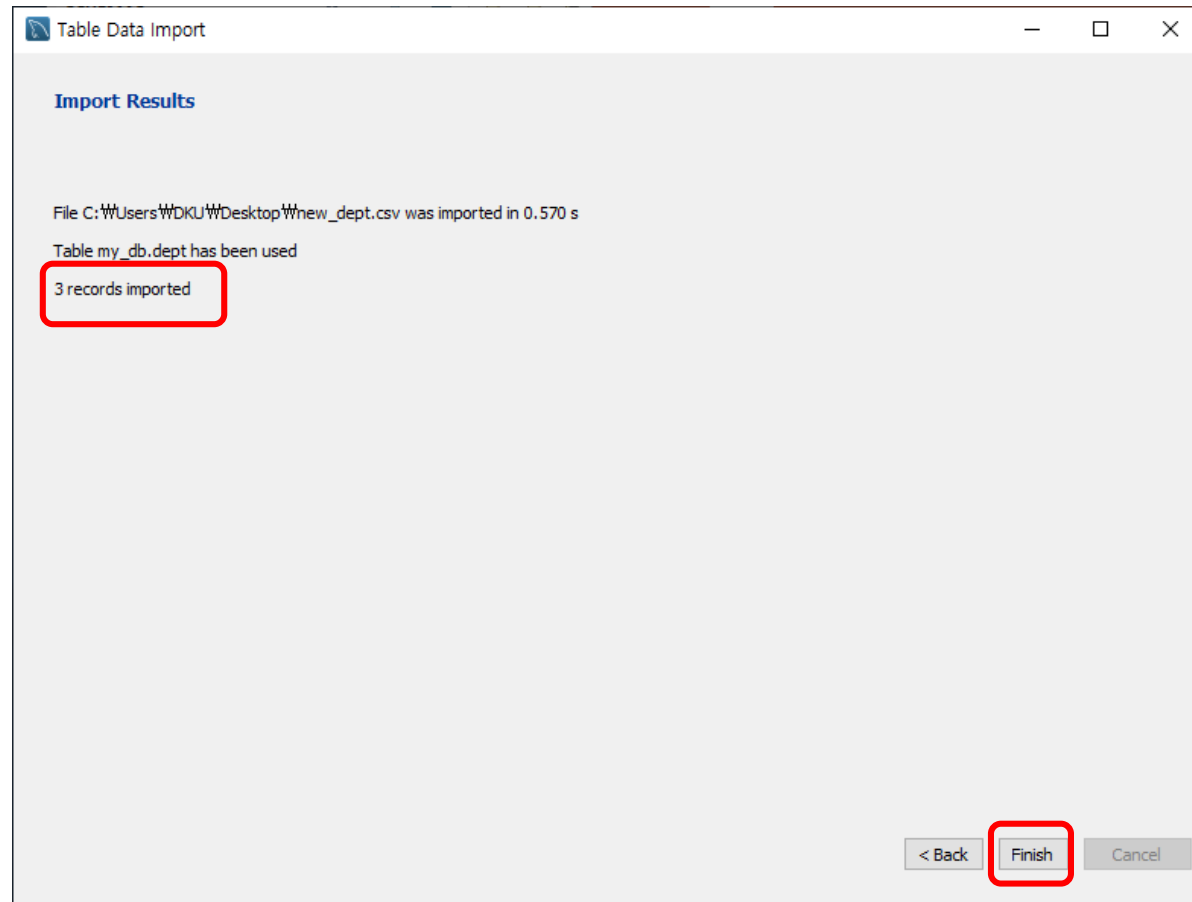 Table Data Import
Import Results
File C:₩Users₩DKU₩Desktop₩new_dept.csv was imported in 0.570 s
Table my_db.dept has been used
3 records imported
< Back
Finish
Cancel